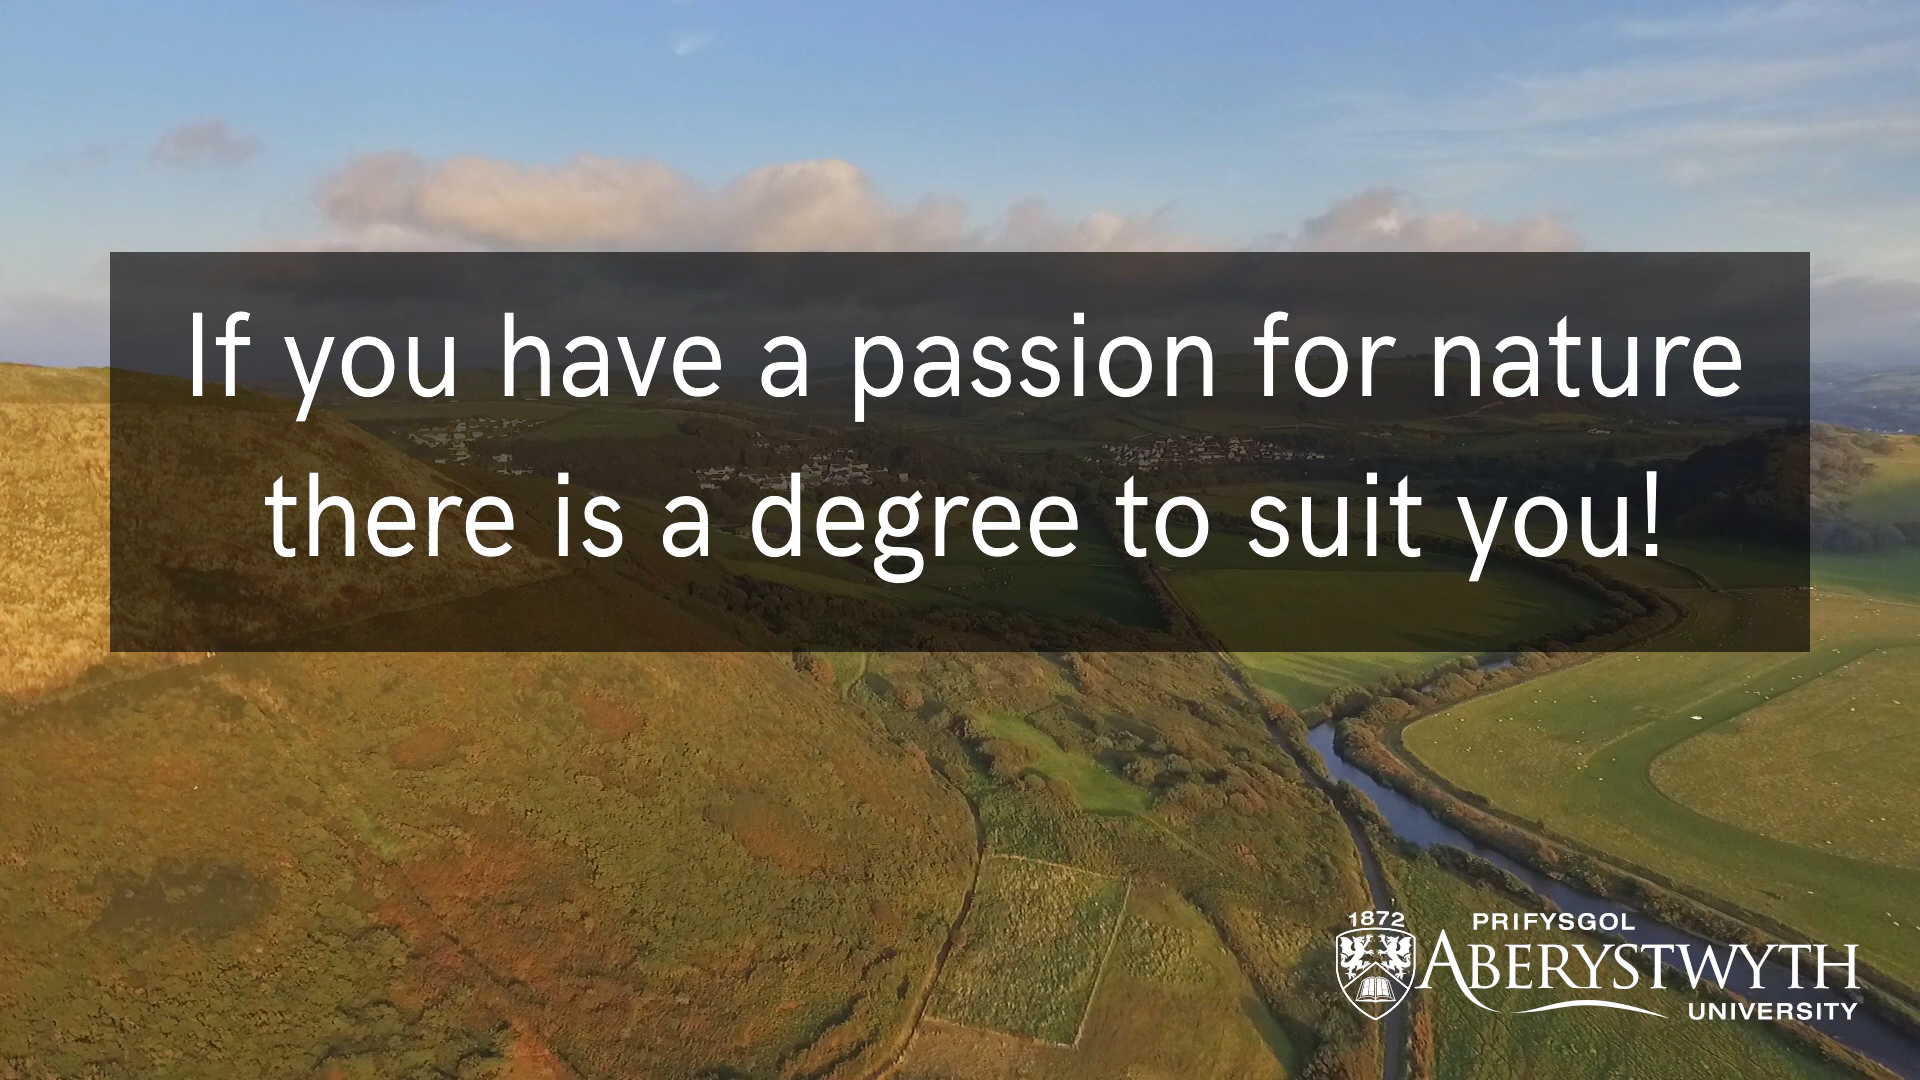 If you have a passion for nature
there is a degree to suit you!
1872
PRIFYSGOL
ABERYSTWYTH
UNIVERSITY